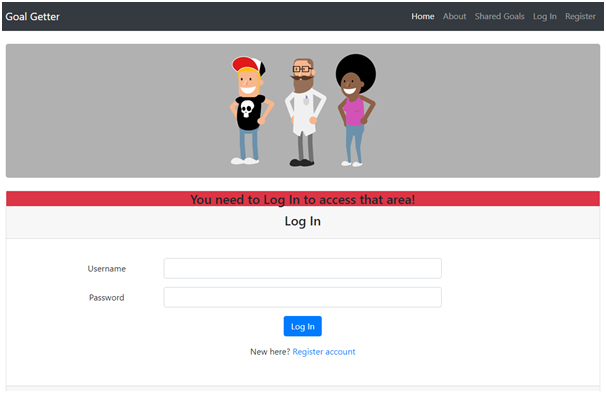 Goal Getter Home About Shared Goals Log In Register
You need to Log In to access that area!
Log In
Username
Password
Log In
New here? Register account